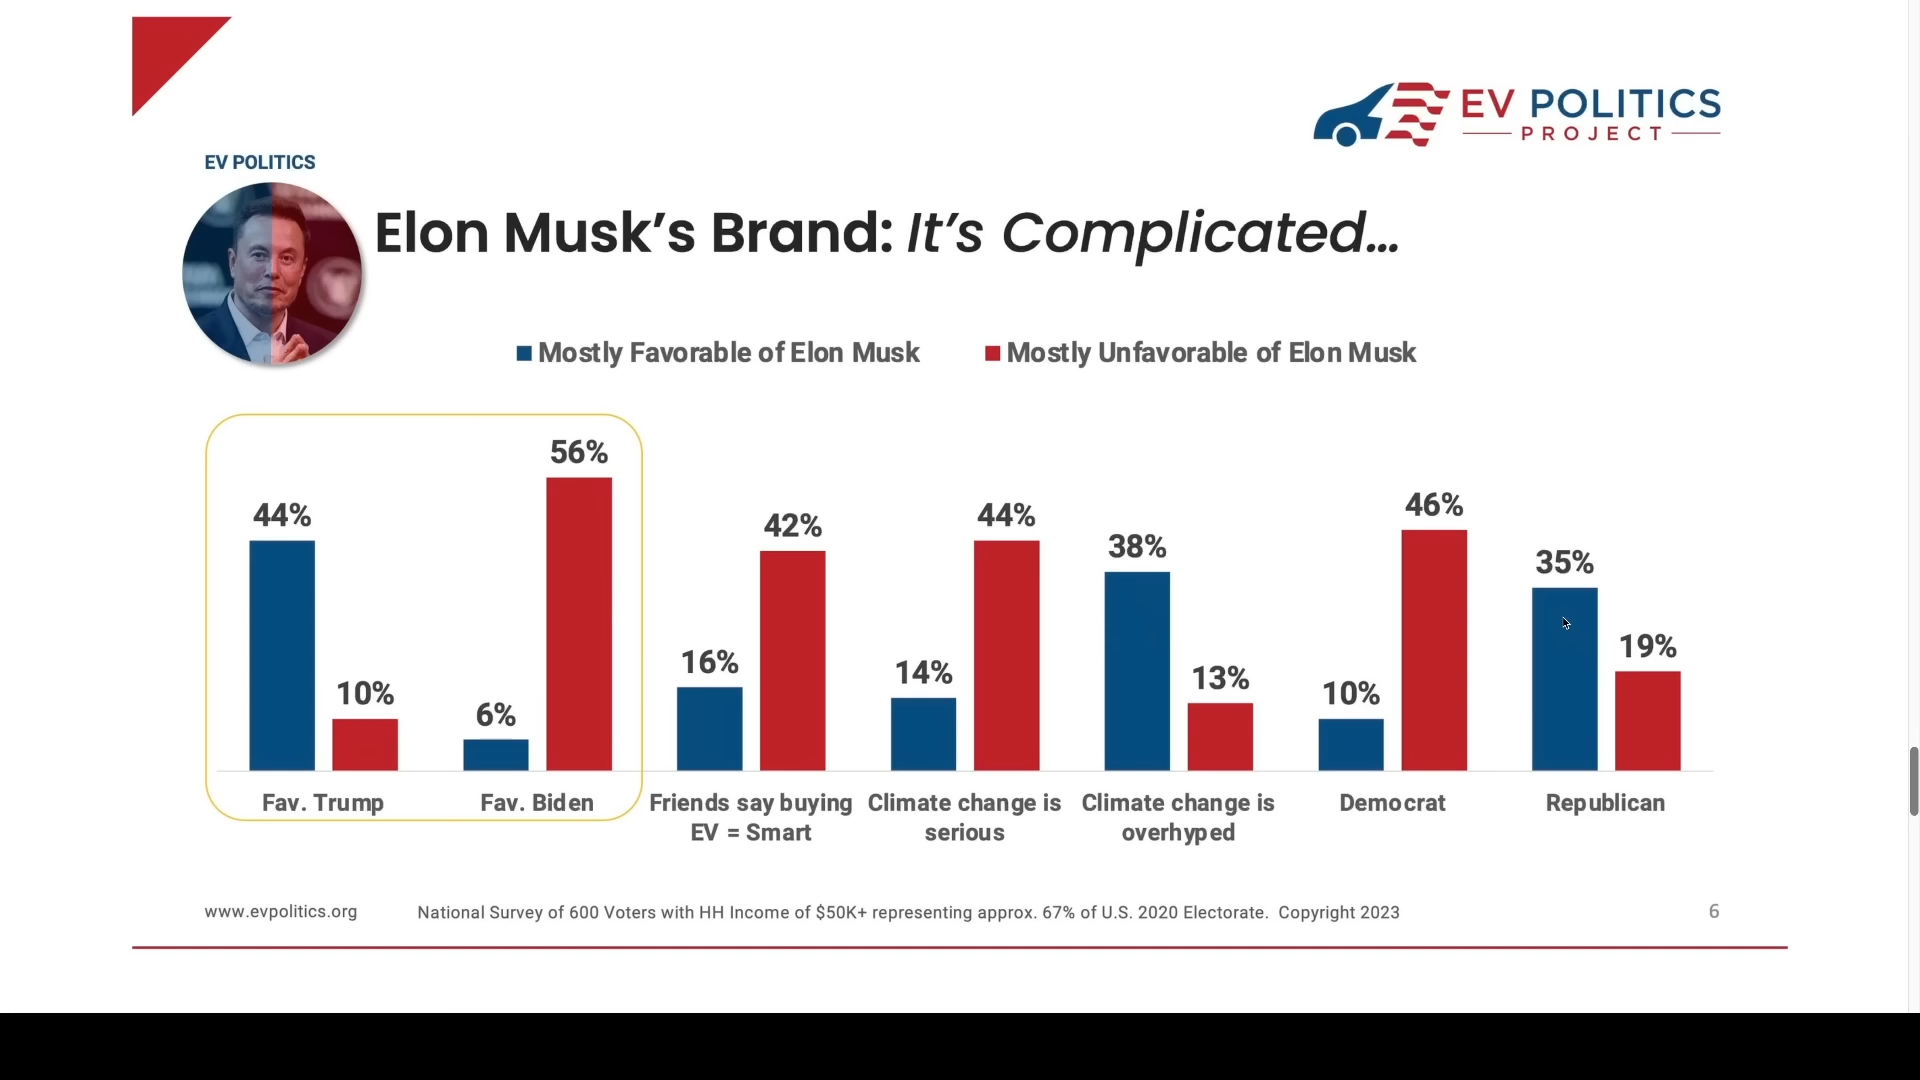 EV POLITICS
PROJECT
EV POLITICS
Elon Musk’s Brand: It’s Complicated...
Mostly Favorable of Elon Musk
Mostly Unfavorable of Elon Musk
44%
10%
6%
56%
16%
42%
14%
44%
38%
13%
10%
46%
35%
19%
Fav. Trump
Fav. Biden
Friends say buying
EV = Smart
Climate change is
serious
Climate change is
overhyped
Democrat
Republican
www.evpolitics.org
National Survey of 600 Voters with HH Income of $50K+ representing approx. 67% of U.S. 2020 Electorate. Copyright 2023
6